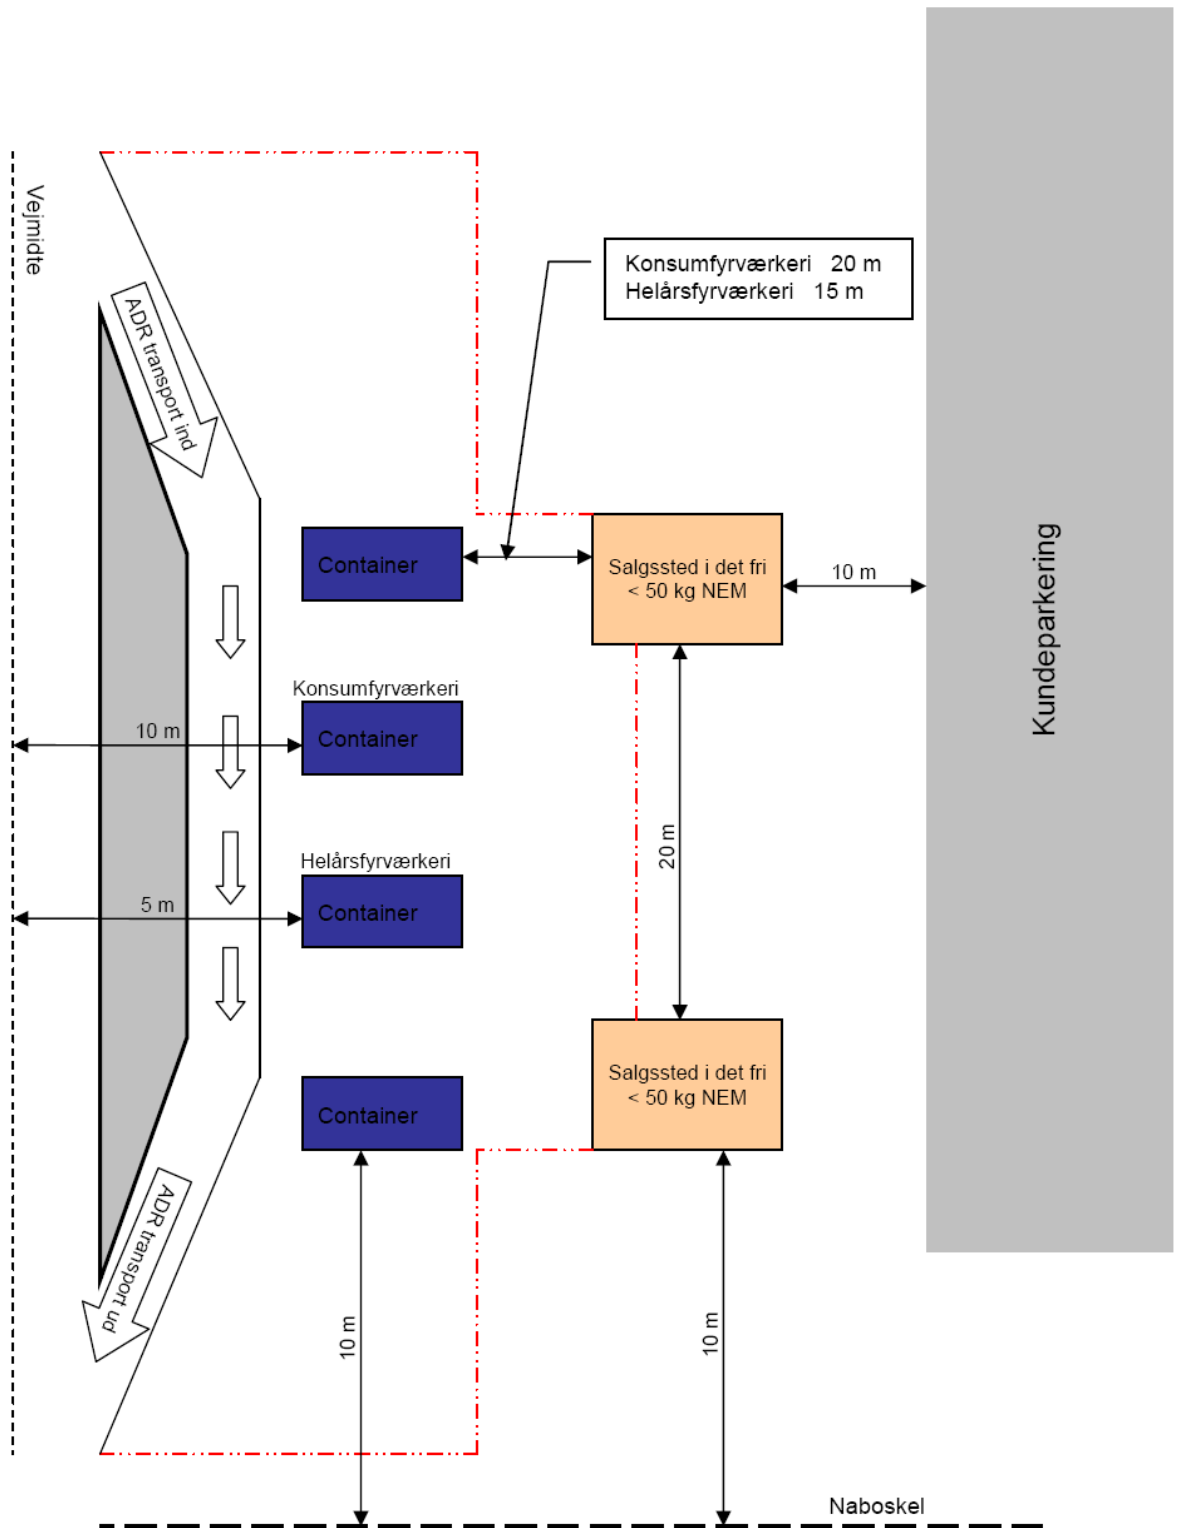 Vejmidte
ADR transport ind
Konsumfyrværkeri 20 m
Helårsfyrværkeri 15 m
Kundeparkering
Container
Salgssted i det fri
< 50 kg NEM
10 m
Konsumfyrværkeri
Container
10 m
20 m
Helårsfyrværkeri
Container
5 m
Container
Salgssted i det fri
< 50 kg NEM
ADR transport ud
10 m
10 m
Naboskel